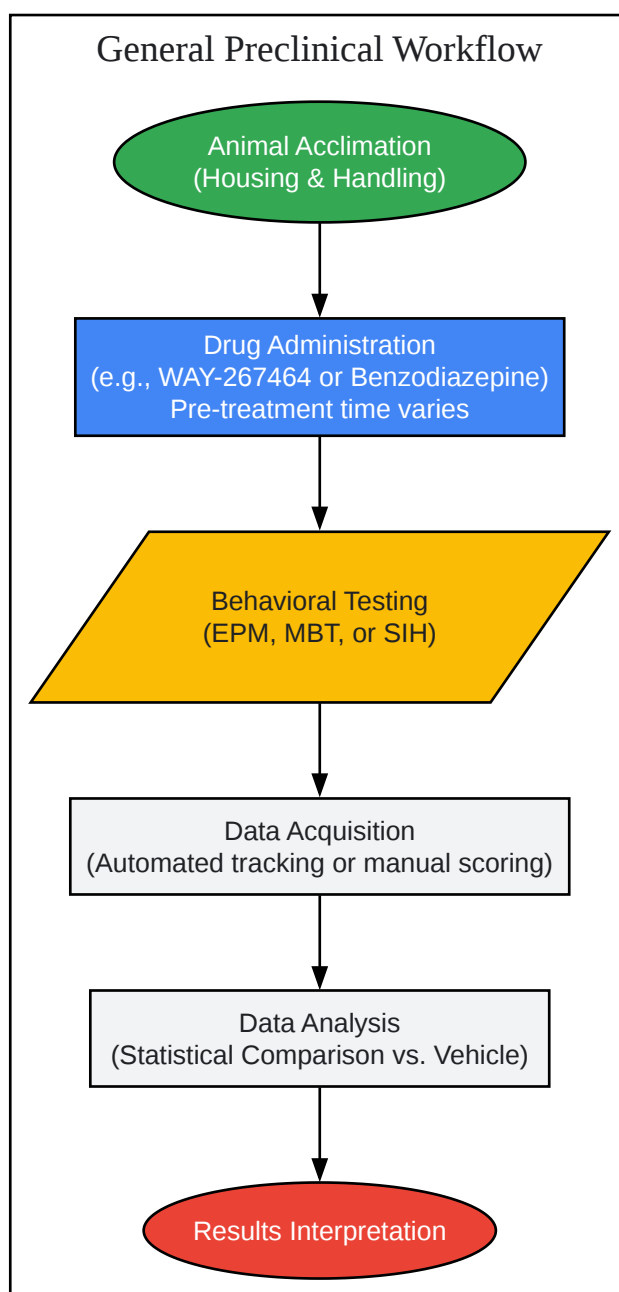 General Preclinical Workflow
Animal Acclimation
(Housing & Handling)
Drug Administration
(e.g., WAY-267464 or Benzodiazepine)
Pre-treatment time varies
Behavioral Testing
(EPM, MBT, or SIH)
Data Acquisition
(Automated tracking or manual scoring)
Data Analysis
(Statistical Comparison vs. Vehicle)
Results Interpretation